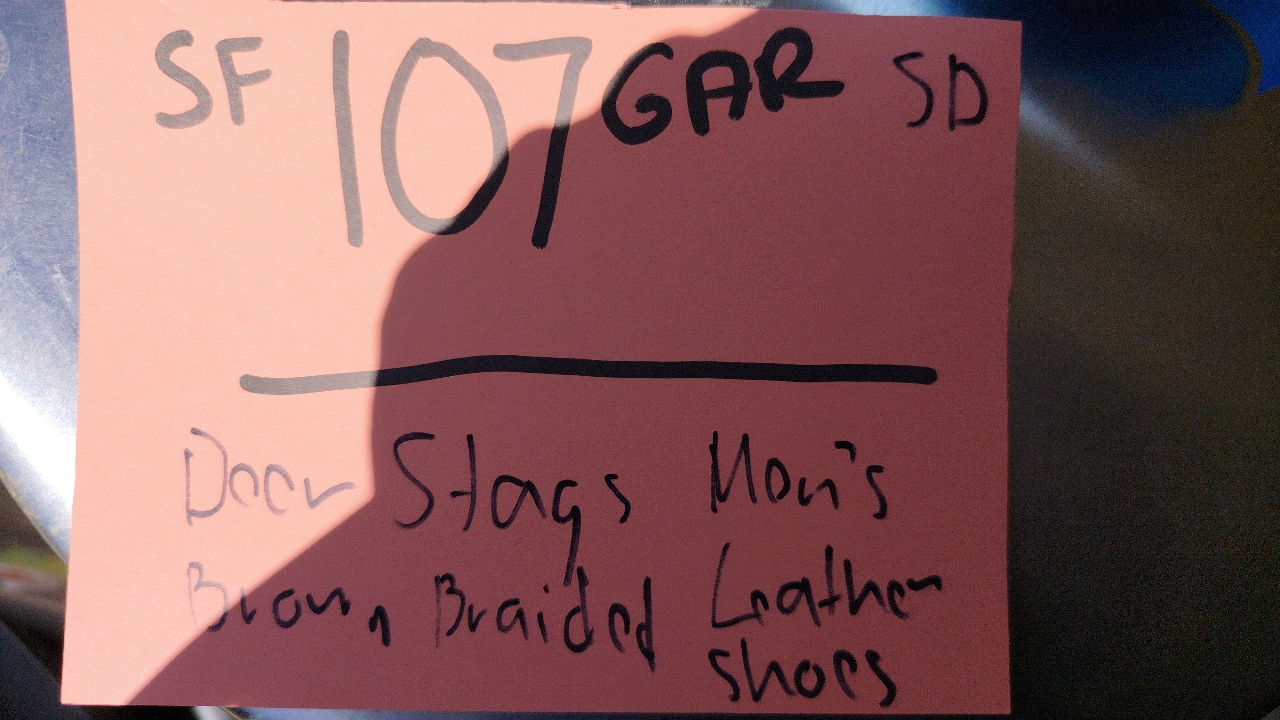 SF 107 GAR SD
Deer Stags Men's
Brown Braided Leather
shoes